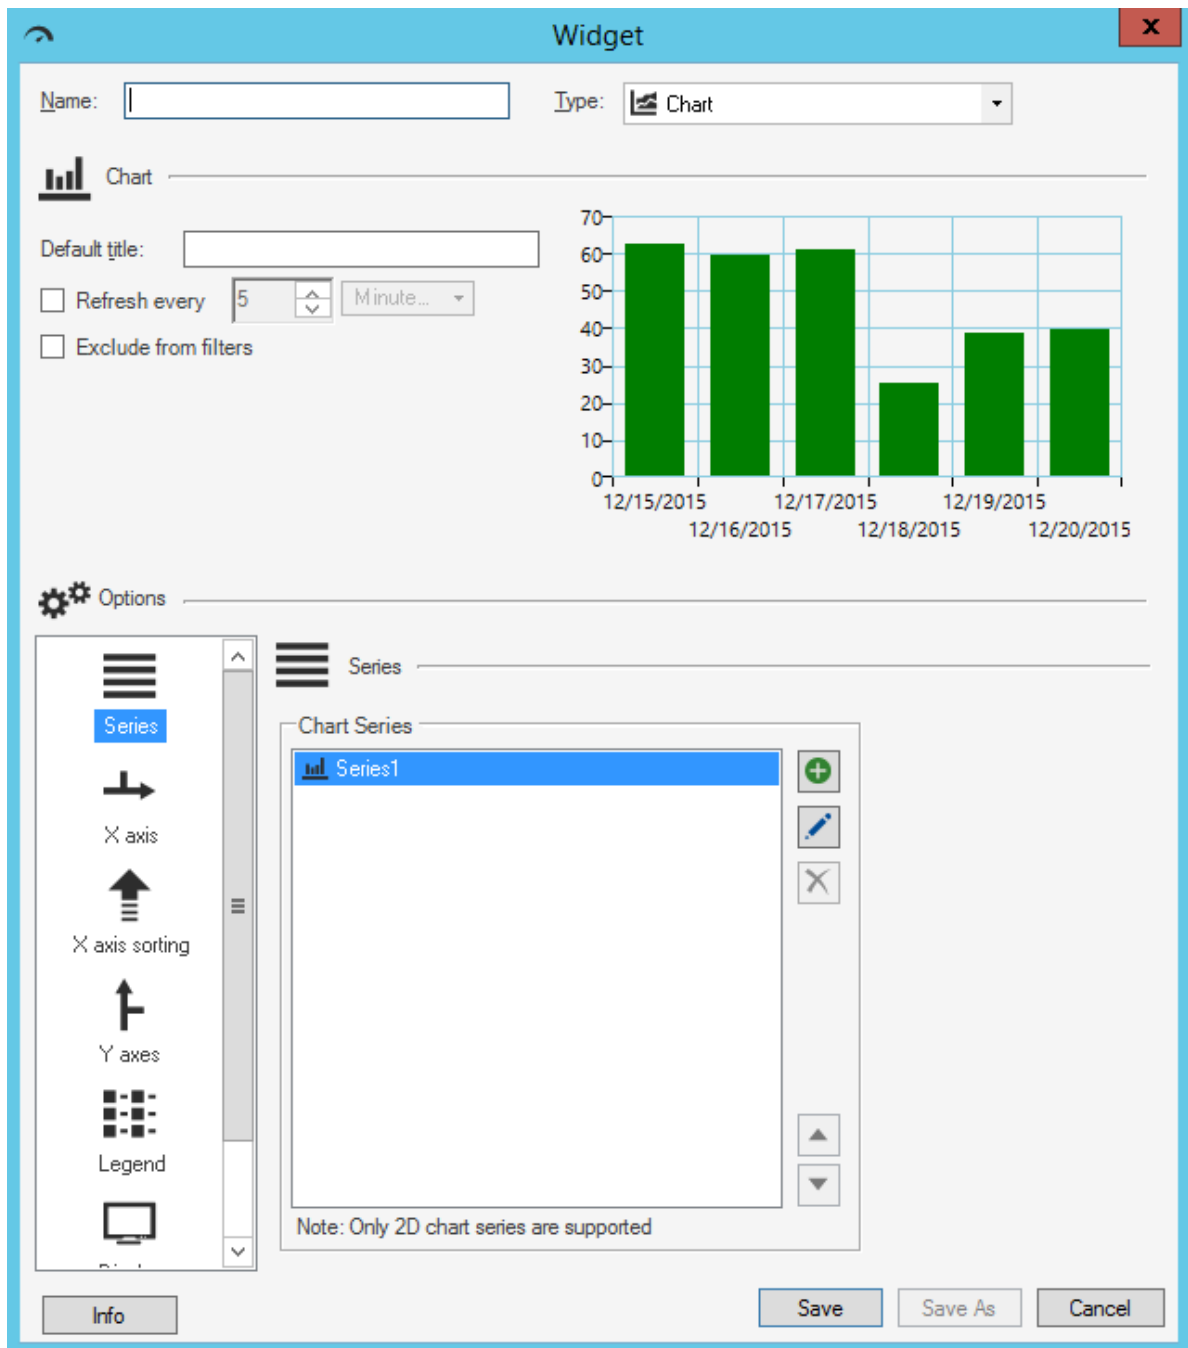 Widget
x
Name:
Type: Chart
Chart
Default title:
Refresh every 5 Minute...
Exclude from filters
70
60
50
40
30
20
10
0
12/15/2015 12/17/2015 12/19/2015
12/16/2015 12/18/2015 12/20/2015
Options
Series
Series
X axis
X axis sorting
Y axes
Legend
Chart Series
Series1
Note: Only 2D chart series are supported
Info
Save Save As Cancel